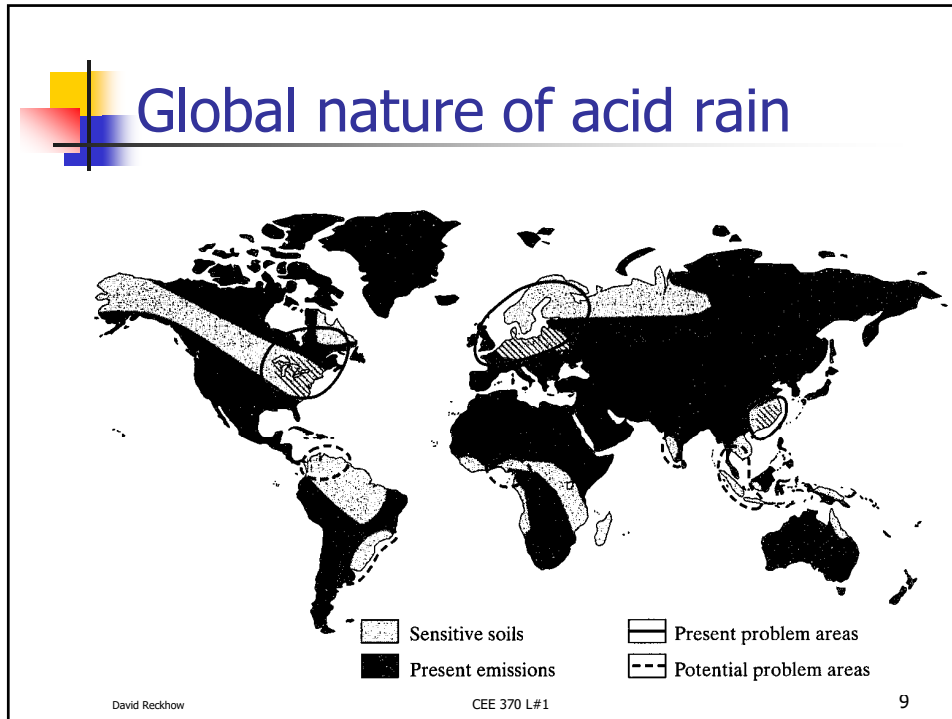 Global nature of acid rain
Sensitive soils
Present emissions
Present problem areas
Potential problem areas
David Reckhow
CEE 370 L#1
9